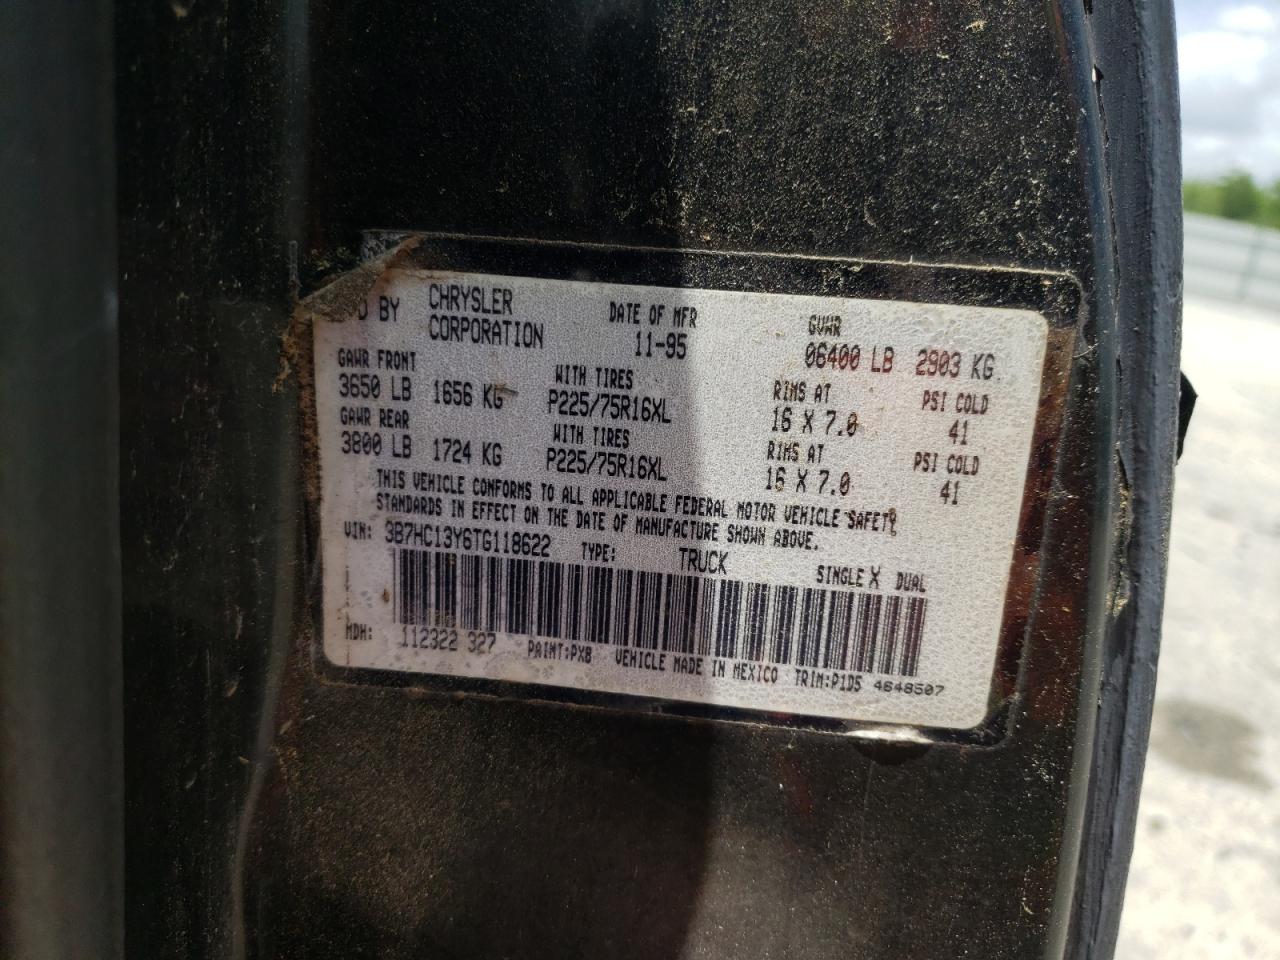 BY CHRYSLER CORPORATION DATE OF MFR 11-95 GVWR 06400 LB 2903 KG
GAWR FRONT WITH TIRES RIMS AT PSI COLD
3650 LB 1656 KG P225/75R16XL 16 X 7.0 41
GAWR REAR WITH TIRES RIMS AT PSI COLD
3800 LB 1724 KG P225/75R16XL 16 X 7.0 41
THIS VEHICLE CONFORMS TO ALL APPLICABLE FEDERAL MOTOR VEHICLE SAFETY
STANDARDS IN EFFECT ON THE DATE OF MANUFACTURE SHOWN ABOVE.
VIN: 3B7HC13Y6TG118622 TYPE: TRUCK SINGLE X DUAL
MDH: 112322 327 PAINT:PX8 VEHICLE MADE IN MEXICO TRIM:P1D5 4648507